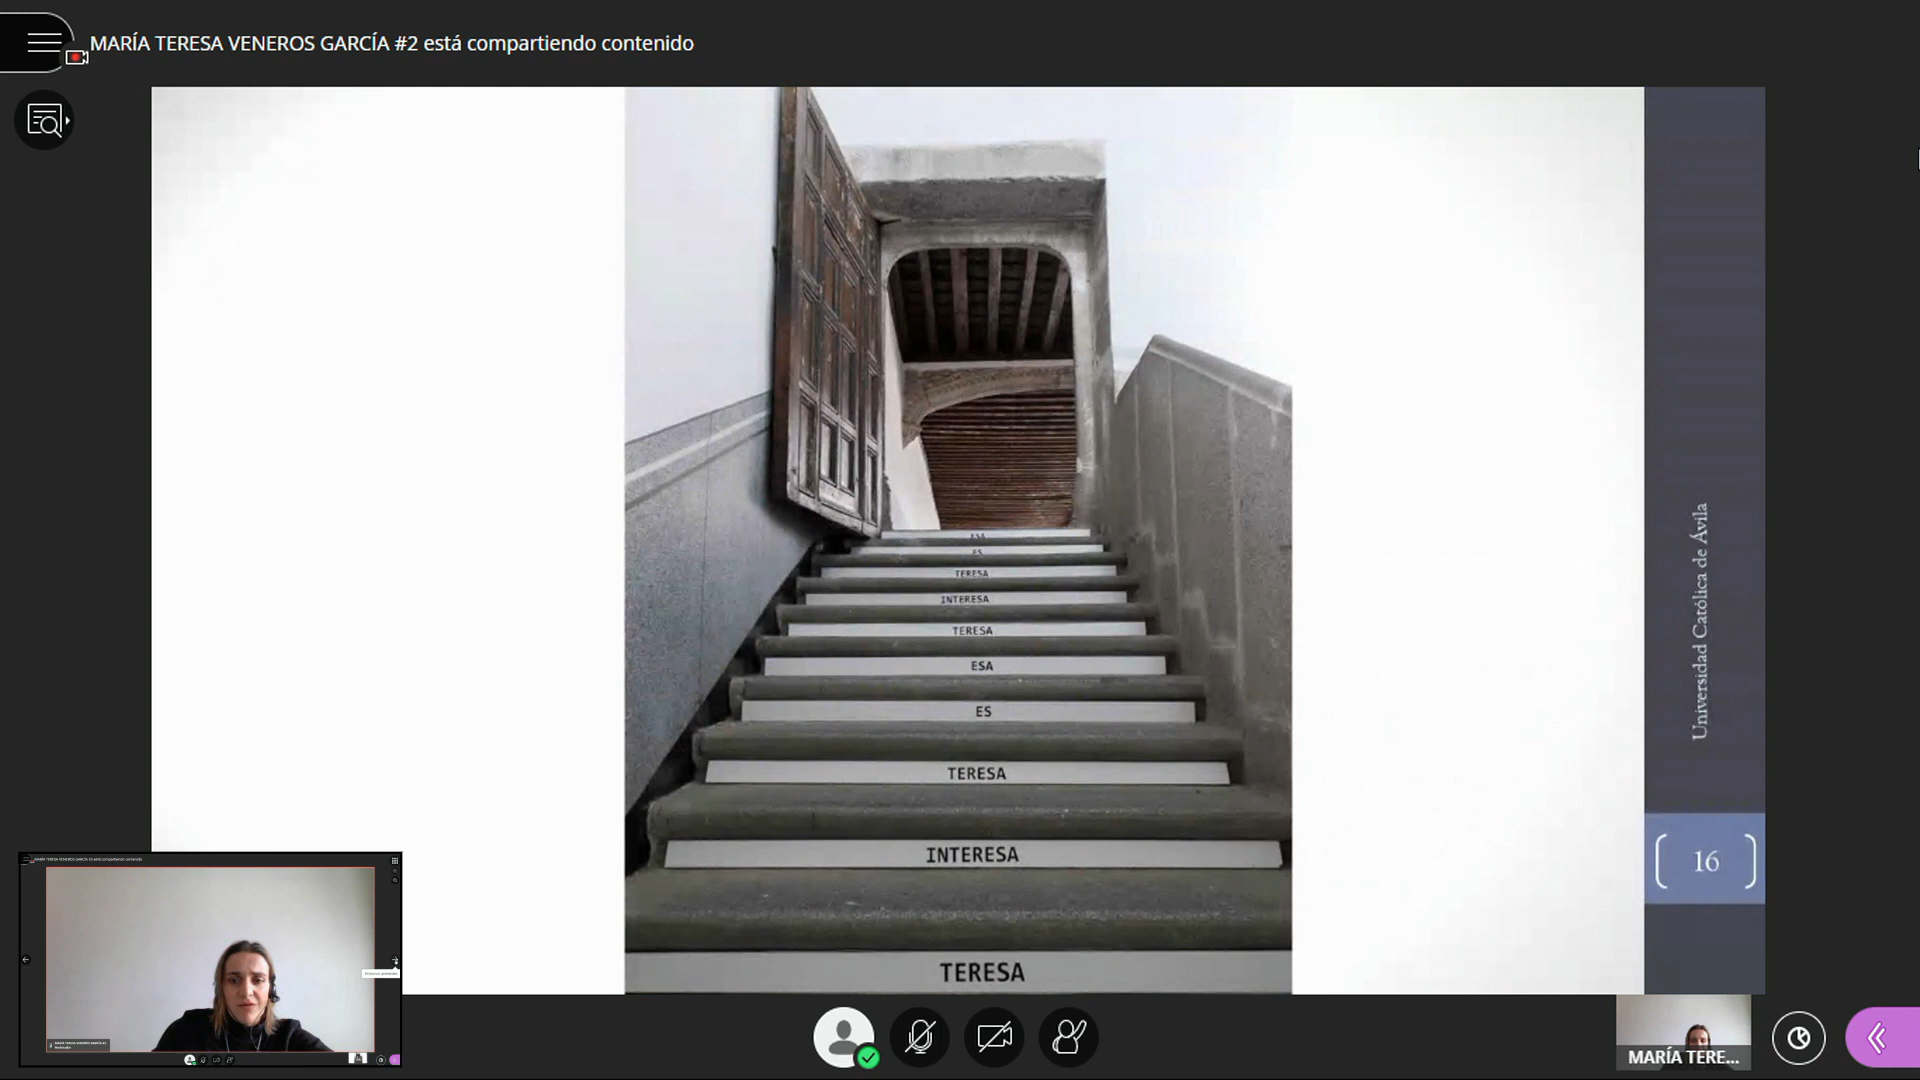 MARÍA TERESA VENEROS GARCÍA #2 está compartiendo contenido
ESA
ES
TERESA
INTERESA
TERESA
ESA
ES
TERESA
INTERESA
TERESA
Universidad Católica de Ávila
16
MARÍA TERE...